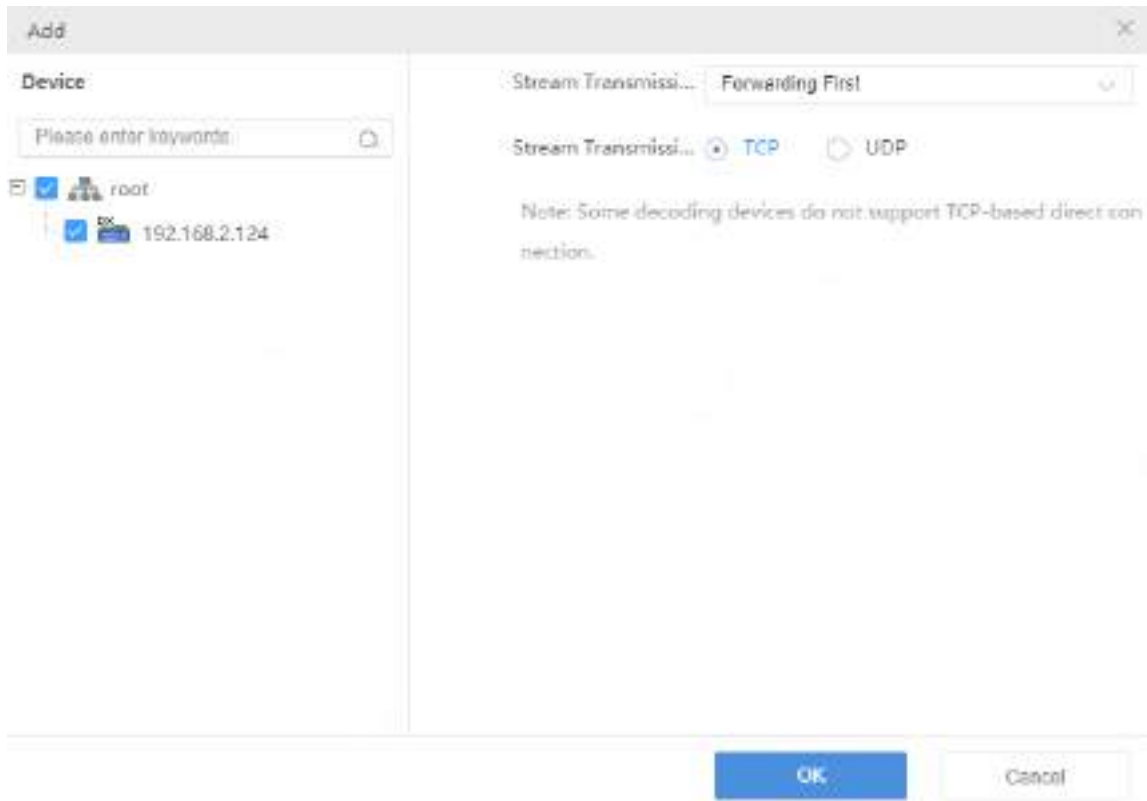 Add
Device
Please enter keywords
root
192.168.2.124
Stream Transmissi... Forwarding First
Stream Transmissi... TCP UDP
Note: Some decoding devices do not support TCP-based direct con
nection.
OK Cancel